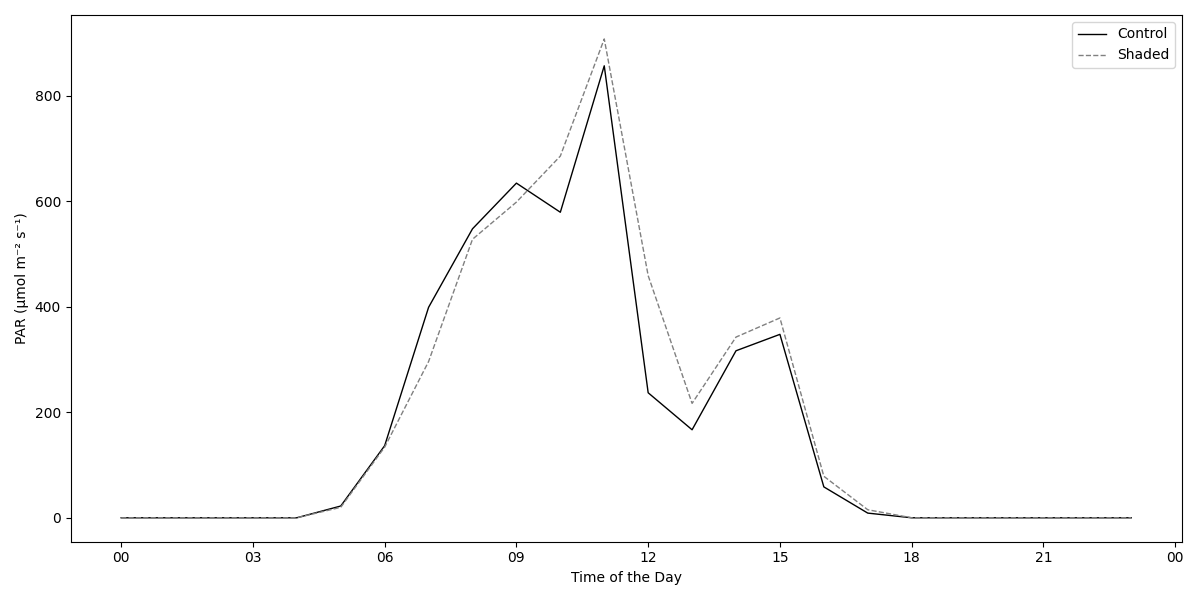 Control
Shaded
800
600
400
200
0
PAR (μmol m⁻² s⁻¹)
00 03 06 09 12 15 18 21 00
Time of the Day